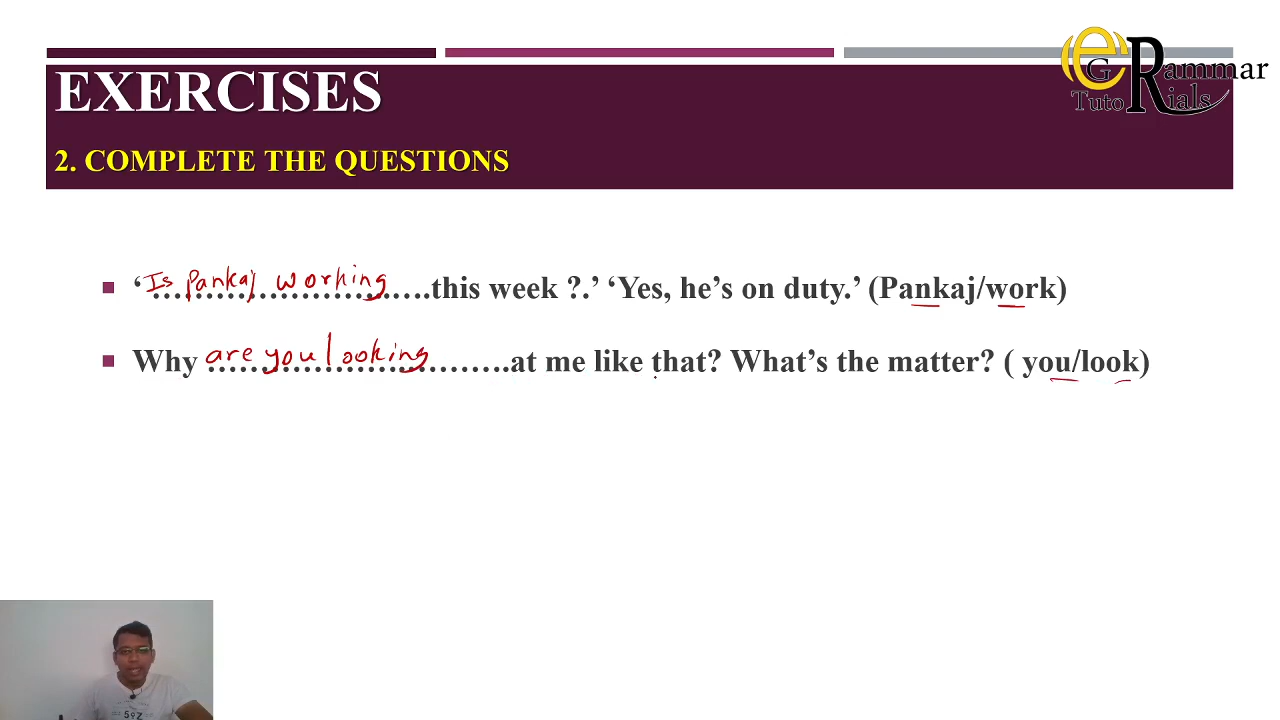 eGRammar
TutoRials
EXERCISES
2. COMPLETE THE QUESTIONS
‘Is Pankaj working………………….….this week ?.’ ‘Yes, he’s on duty.’ (Pankaj/work)
Why are you looking…………………………….at me like that? What’s the matter? ( you/look)